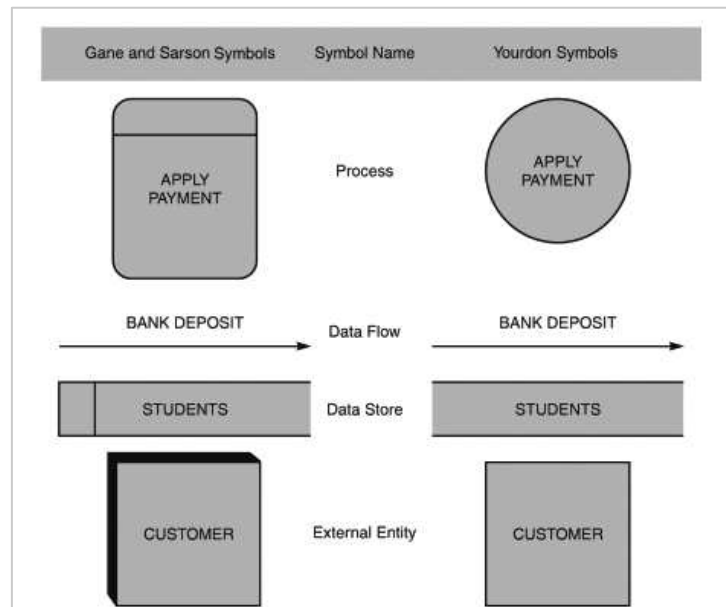 Gane and Sarson Symbols Symbol Name Yourdon Symbols
APPLY
PAYMENT
Process
APPLY
PAYMENT
BANK DEPOSIT
Data Flow
BANK DEPOSIT
STUDENTS
Data Store
STUDENTS
CUSTOMER
External Entity
CUSTOMER